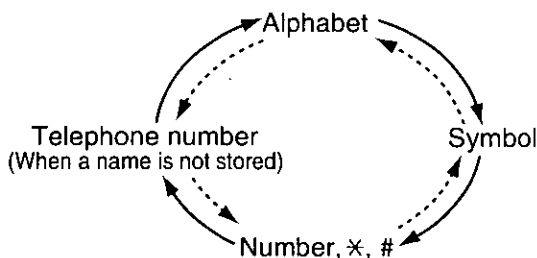 Alphabet
Telephone number
(When a name is not stored)
Symbol
Number, ✳, #